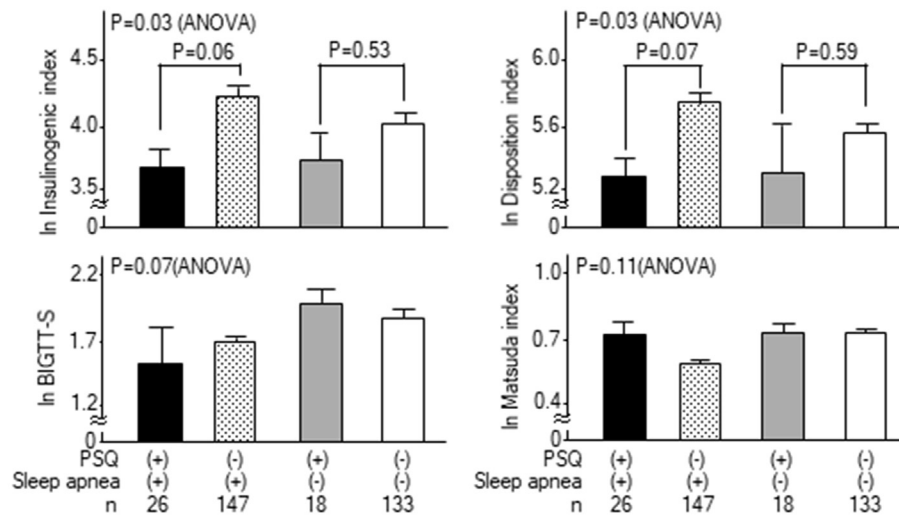 P=0.03 (ANOVA)
P=0.06
P=0.53
ln Insulinogenic index
4.5
4.0
3.5
0
P=0.03 (ANOVA)
P=0.07
P=0.59
ln Disposition index
6.0
5.6
5.2
0
P=0.07(ANOVA)
ln BIGTT-S
2.2
1.7
1.2
0
P=0.11(ANOVA)
ln Matsuda index
1.0
0.7
0.4
0
PSQ (+) (-) (+) (-)
Sleep apnea (+) (+) (-) (-)
n 26 147 18 133
PSQ (+) (-) (+) (-)
Sleep apnea (+) (+) (-) (-)
n 26 147 18 133